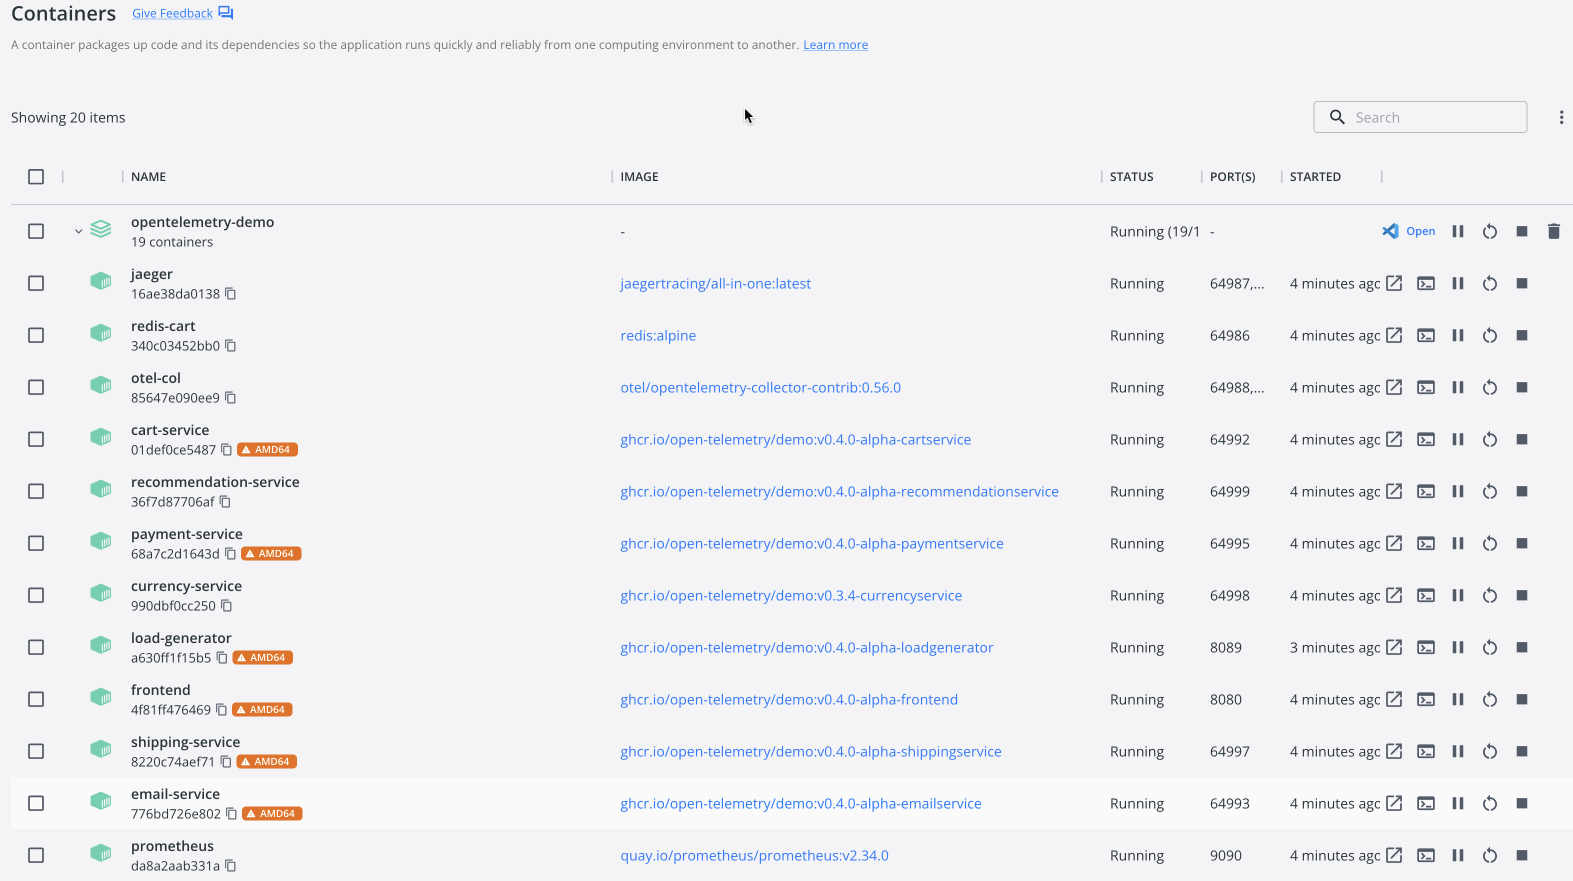 Containers Give Feedback
A container packages up code and its dependencies so the application runs quickly and reliably from one computing environment to another. Learn more
Showing 20 items Search
NAME IMAGE STATUS PORT(S) STARTED
opentelemetry-demo
19 containers - Running (19/1 - Open
jaeger
16ae38da0138 jaegertracing/all-in-one:latest Running 64987,... 4 minutes agc
redis-cart
340c03452bb0 redis:alpine Running 64986 4 minutes agc
otel-col
85647e090ee9 otel/opentelemetry-collector-contrib:0.56.0 Running 64988,... 4 minutes agc
cart-service
01def0ce5487 AMD64 ghcr.io/open-telemetry/demo:v0.4.0-alpha-cartservice Running 64992 4 minutes agc
recommendation-service
36f7d87706af ghcr.io/open-telemetry/demo:v0.4.0-alpha-recommendationservice Running 64999 4 minutes agc
payment-service
68a7c2d1643d AMD64 ghcr.io/open-telemetry/demo:v0.4.0-alpha-paymentservice Running 64995 4 minutes agc
currency-service
990dbf0cc250 ghcr.io/open-telemetry/demo:v0.3.4-currencyservice Running 64998 4 minutes agc
load-generator
a630ff1f15b5 AMD64 ghcr.io/open-telemetry/demo:v0.4.0-alpha-loadgenerator Running 8089 3 minutes agc
frontend
4f81ff476469 AMD64 ghcr.io/open-telemetry/demo:v0.4.0-alpha-frontend Running 8080 4 minutes agc
shipping-service
8220c74aef71 AMD64 ghcr.io/open-telemetry/demo:v0.4.0-alpha-shippingservice Running 64997 4 minutes agc
email-service
776bd726e802 AMD64 ghcr.io/open-telemetry/demo:v0.4.0-alpha-emailservice Running 64993 4 minutes agc
prometheus
da8a2aab331a quay.io/prometheus/prometheus:v2.34.0 Running 9090 4 minutes agc